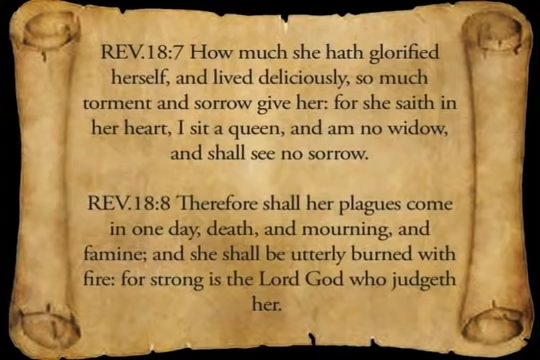 REV.18:7 How much she hath glorified
herself, and lived deliciously, so much
torment and sorrow give her: for she saith in
her heart, I sit a queen, and am no widow,
and shall see no sorrow.
REV.18:8 Therefore shall her plagues come
in one day, death, and mourning, and
famine; and she shall be utterly burned with
fire: for strong is the Lord God who judgeth
her.